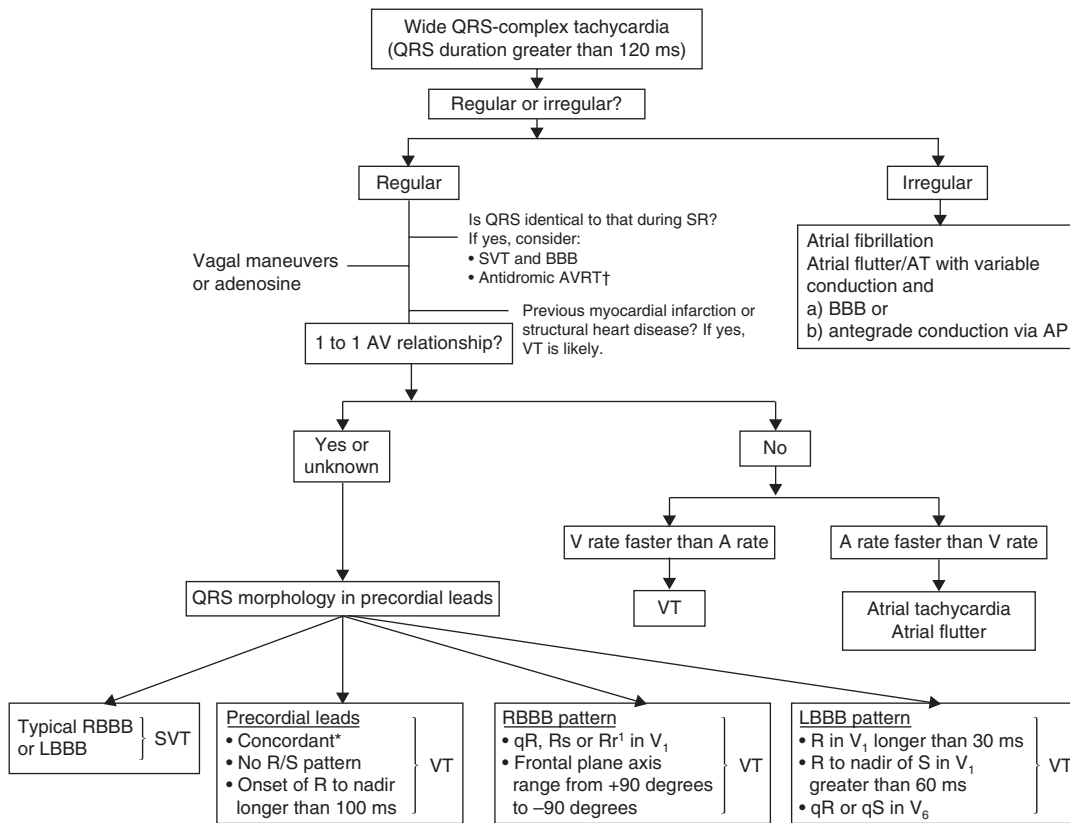 Wide QRS-complex tachycardia
(QRS duration greater than 120 ms)
Regular or irregular?
Regular
Irregular
Is QRS identical to that during SR?
If yes, consider:
• SVT and BBB
• Antidromic AVRT†
Vagal maneuvers
or adenosine
Previous myocardial infarction or
structural heart disease? If yes,
VT is likely.
Atrial fibrillation
Atrial flutter/AT with variable
conduction and
a) BBB or
b) antegrade conduction via AP
1 to 1 AV relationship?
Yes or
unknown
No
V rate faster than A rate
A rate faster than V rate
VT
Atrial tachycardia
Atrial flutter
QRS morphology in precordial leads
Typical RBBB
or LBBB
SVT
Precordial leads
• Concordant*
• No R/S pattern
• Onset of R to nadir
longer than 100 ms
VT
RBBB pattern
• qR, Rs or Rr¹ in V₁
• Frontal plane axis
range from +90 degrees
to –90 degrees
VT
LBBB pattern
• R in V₁ longer than 30 ms
• R to nadir of S in V₁
greater than 60 ms
• qR or qS in V₆
VT